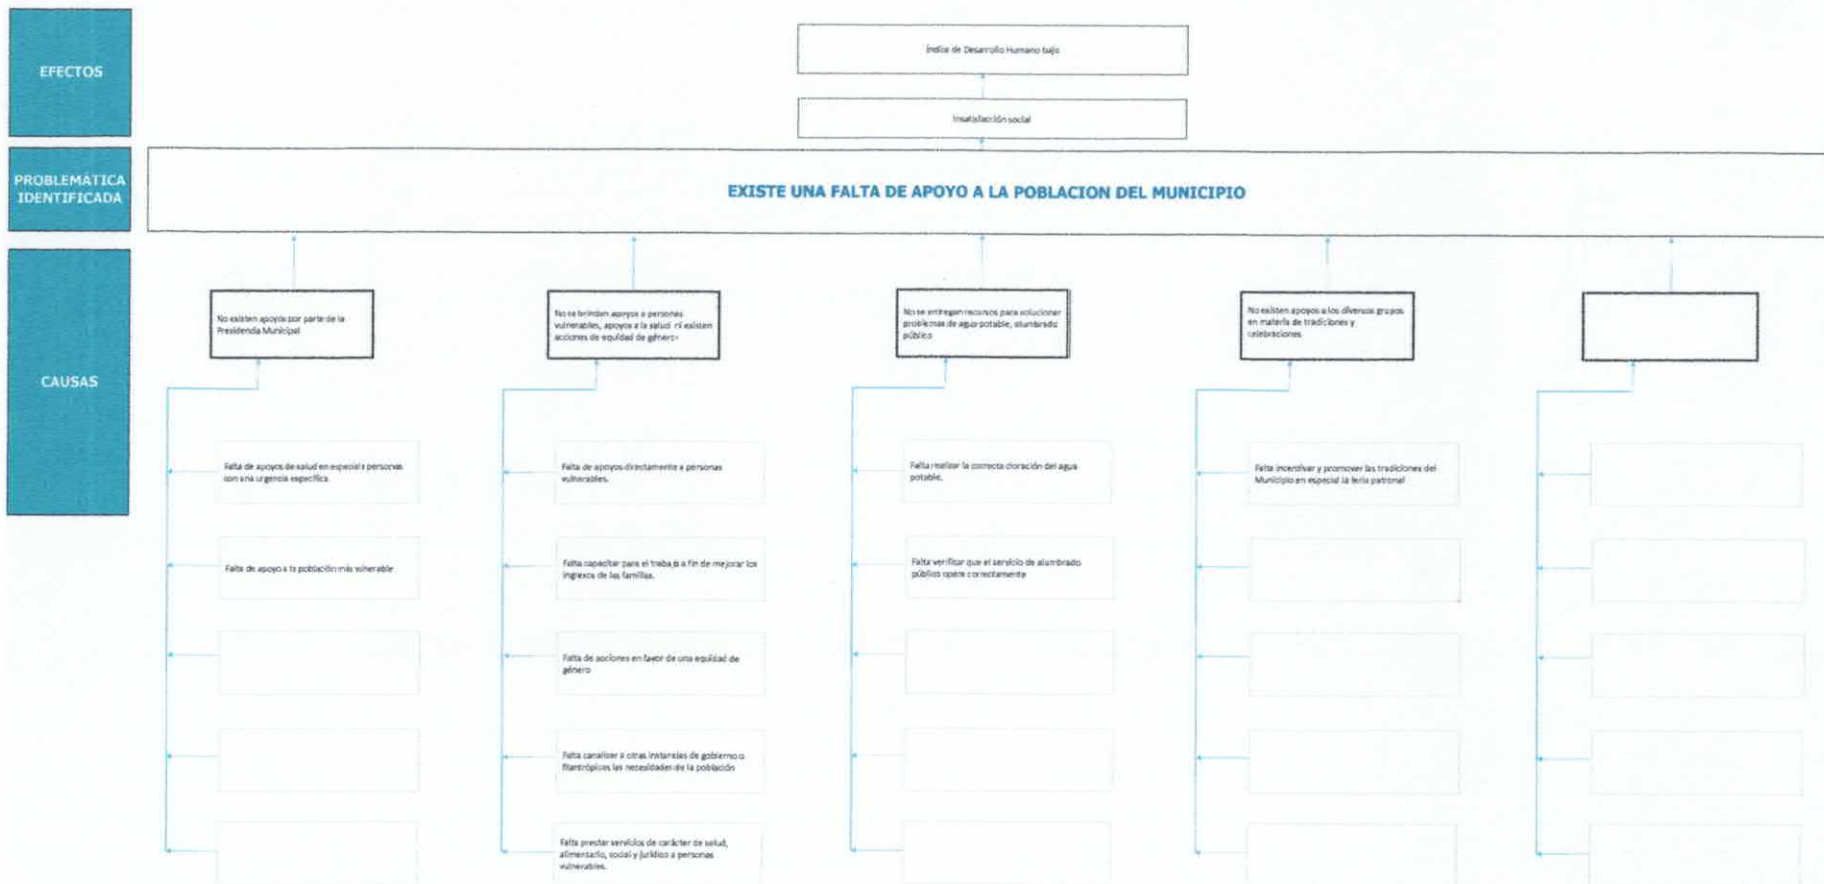 EFECTOS
Índice de Desarrollo Humano bajo
Insatisfacción social
PROBLEMÁTICA
IDENTIFICADA
EXISTE UNA FALTA DE APOYO A LA POBLACION DEL MUNICIPIO
CAUSAS
No existen apoyos por parte de la
Presidencia Municipal
No se brindan apoyos a personas
vulnerables, apoyos a la salud ni existen
acciones de equidad de género
No se entregan recursos para solucionar
problemas de agua potable, alumbrado
público
No existen apoyos a los diversos grupos
en materia de tradiciones y
celebraciones
Falta de apoyos de salud en especial a personas
con una urgencia específica.
Falta de apoyo a la población más vulnerable
Falta de apoyos directamente a personas
vulnerables.
Falta capacitar para el trabajo a fin de mejorar los
ingresos de las familias.
Falta de acciones en favor de una equidad de
género
Falta canalizar a otras instancias de gobierno o
filantrópicos las necesidades de la población
Falta prestar servicios de carácter de salud,
alimentario, social y jurídico a personas
vulnerables.
Falta realizar la correcta cloración del agua
potable.
Falta verificar que el servicio de alumbrado
público opere correctamente
Falta incentivar y promover las tradiciones del
Municipio en especial la feria patronal